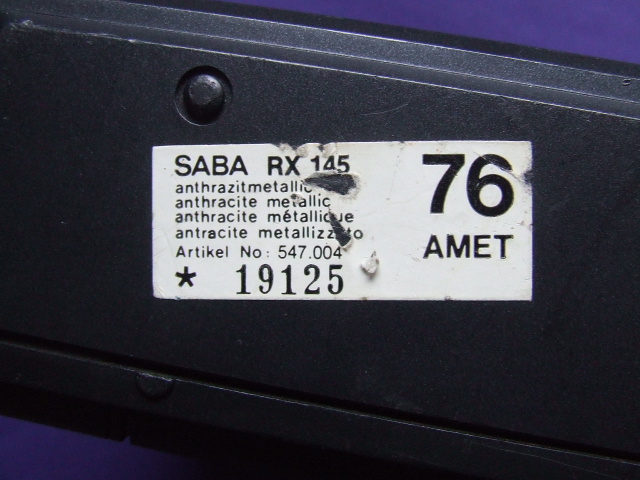 SABA RX 145
76
anthrazitmetallic
anthracite metallic
anthracite métallique
antracite metallizzato
AMET
Artikel No: 547.004
* 19125